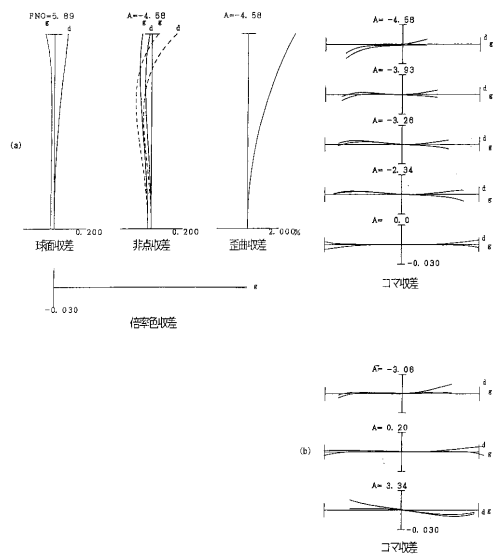 FNO=5.89
g d
A=-4.58
d g g d
A=-4.58
(a)
0.200
球面収差
0.200
非点収差
2.000%
歪曲収差
g
-0.030
倍率色収差
A= -4.58
d g
A= -3.93
d g
A= -3.26
d g
A= -2.34
d g
A= 0.0
d
g
-0.030
コマ収差
A= -3.08
d
g
(b)
A= 0.20
d
g
A= 3.34
d g
-0.030
コマ収差